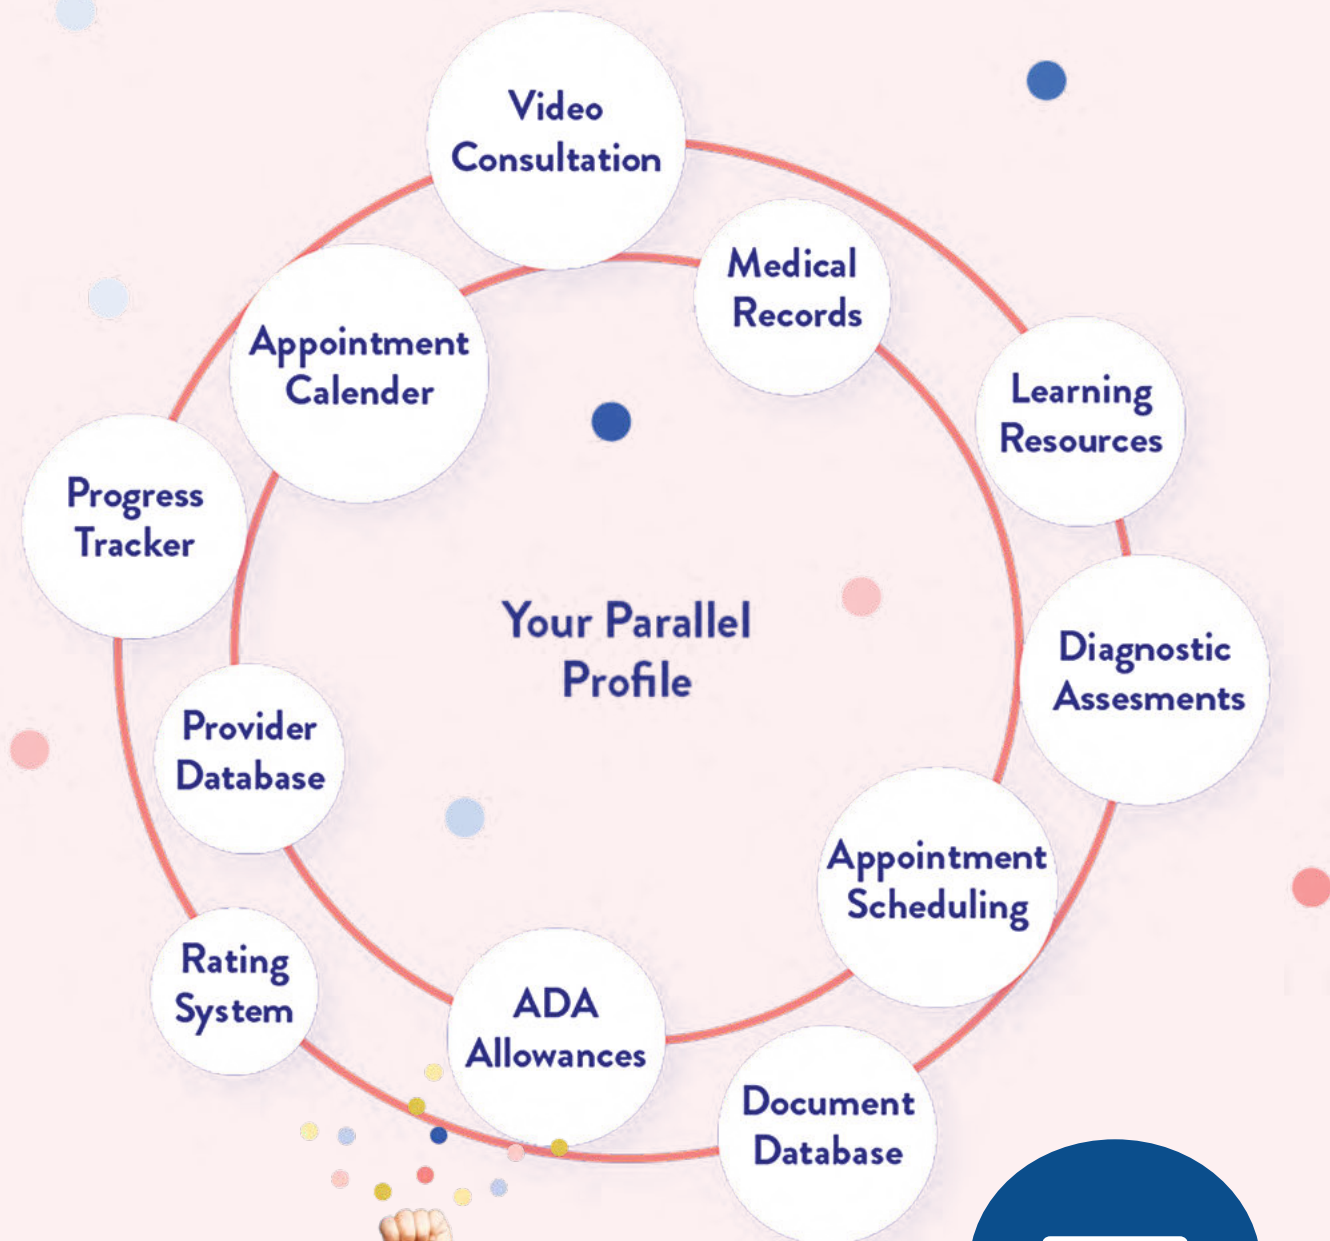 Video
Consultation
Medical
Records
Appointment
Calender
Learning
Resources
Progress
Tracker
Your Parallel
Profile
Diagnostic
Assesments
Provider
Database
Appointment
Scheduling
Rating
System
ADA
Allowances
Document
Database